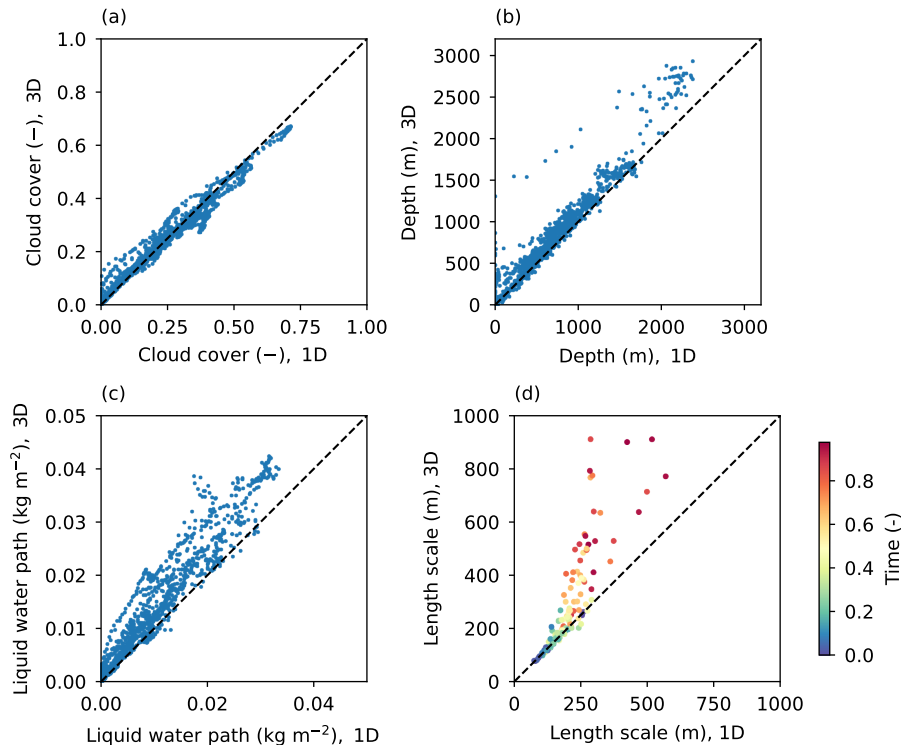 (a)
1.0
0.8
0.6
0.4
0.2
0.0
Cloud cover (−), 3D
0.00 0.25 0.50 0.75 1.00
Cloud cover (−), 1D
(b)
3000
2500
2000
1500
1000
500
0
Depth (m), 3D
0 1000 2000 3000
Depth (m), 1D
(c)
0.05
0.04
0.03
0.02
0.01
0.00
Liquid water path (kg m⁻²), 3D
0.00 0.02 0.04
Liquid water path (kg m⁻²), 1D
(d)
1000
800
600
400
200
0
Length scale (m), 3D
0 250 500 750 1000
Length scale (m), 1D
0.8
0.6
0.4
0.2
0.0
Time (-)